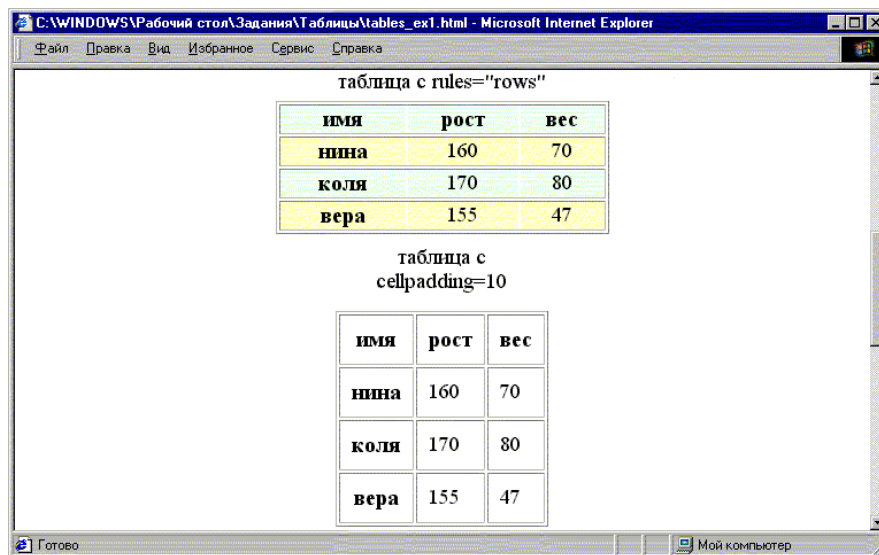 C:\WINDOWS\Рабочий стол\Задания\Таблицы\tables_ex1.html - Microsoft Internet Explorer
Файл Правка Вид Избранное Сервис Справка
таблица с rules="rows"
имя рост вес
нина 160 70
коля 170 80
вера 155 47
таблица с
cellpadding=10
имя рост вес
нина 160 70
коля 170 80
вера 155 47
Готово Мой компьютер